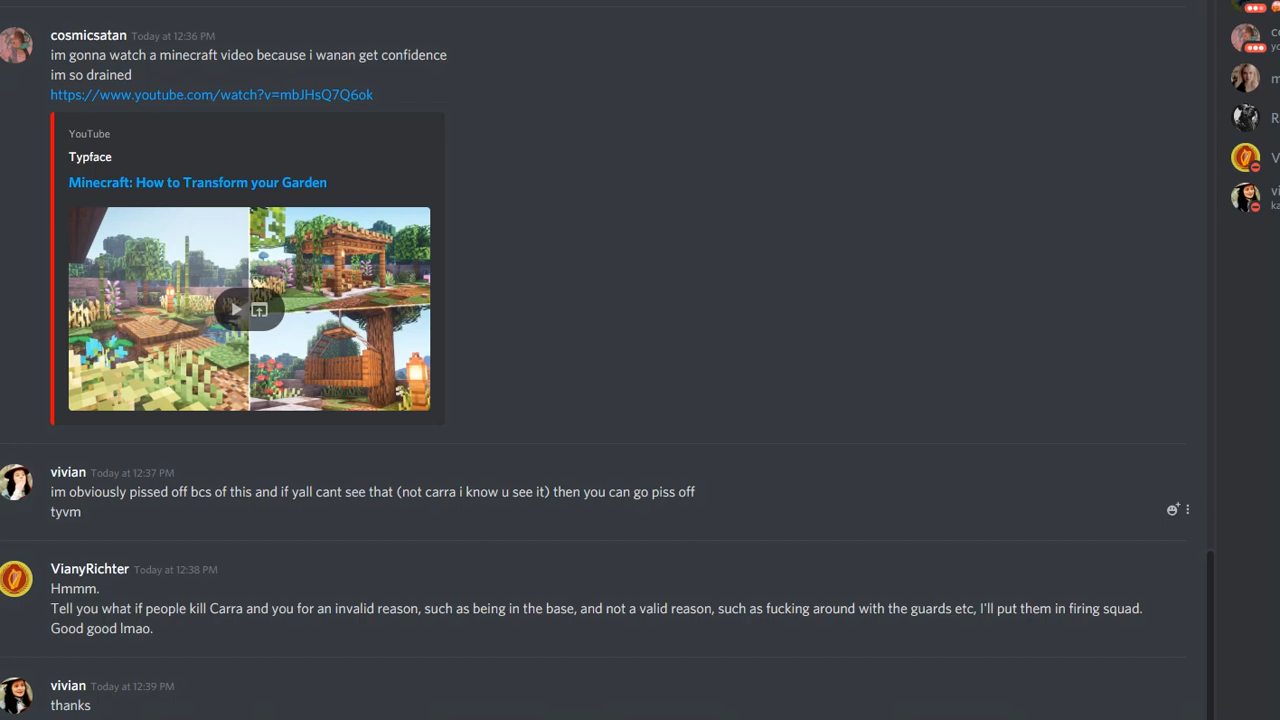 cosmicsatan Today at 12:36 PM
im gonna watch a minecraft video because i wanan get confidence
im so drained
https://www.youtube.com/watch?v=mbJHsQ7Q6ok
YouTube
Typface
Minecraft: How to Transform your Garden
vivian Today at 12:37 PM
im obviously pissed off bcs of this and if yall cant see that (not carra i know u see it) then you can go piss off
tyvm
VianyRichter Today at 12:38 PM
Hmmm.
Tell you what if people kill Carra and you for an invalid reason, such as being in the base, and not a valid reason, such as fucking around with the guards etc, I'll put them in firing squad.
Good good lmao.
vivian Today at 12:39 PM
thanks